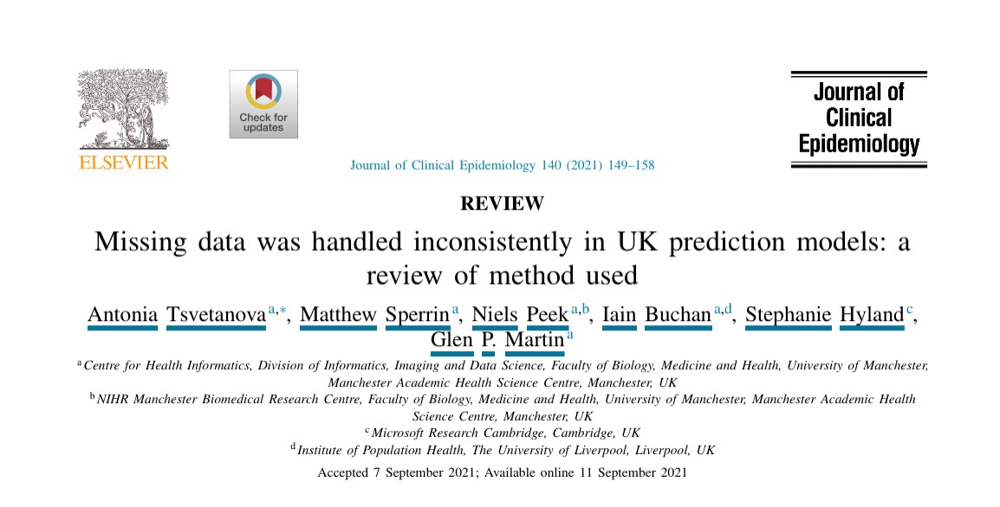 ELSEVIER
Check for
updates
Journal of Clinical Epidemiology 140 (2021) 149–158
Journal of
Clinical
Epidemiology
REVIEW
Missing data was handled inconsistently in UK prediction models: a
review of method used
Antonia Tsvetanova a,*, Matthew Sperrin a, Niels Peek a,b, Iain Buchan a,d, Stephanie Hyland c,
Glen P. Martin a
a Centre for Health Informatics, Division of Informatics, Imaging and Data Science, Faculty of Biology, Medicine and Health, University of Manchester,
Manchester Academic Health Science Centre, Manchester, UK
b NIHR Manchester Biomedical Research Centre, Faculty of Biology, Medicine and Health, University of Manchester, Manchester Academic Health
Science Centre, Manchester, UK
c Microsoft Research Cambridge, Cambridge, UK
d Institute of Population Health, The University of Liverpool, Liverpool, UK
Accepted 7 September 2021; Available online 11 September 2021